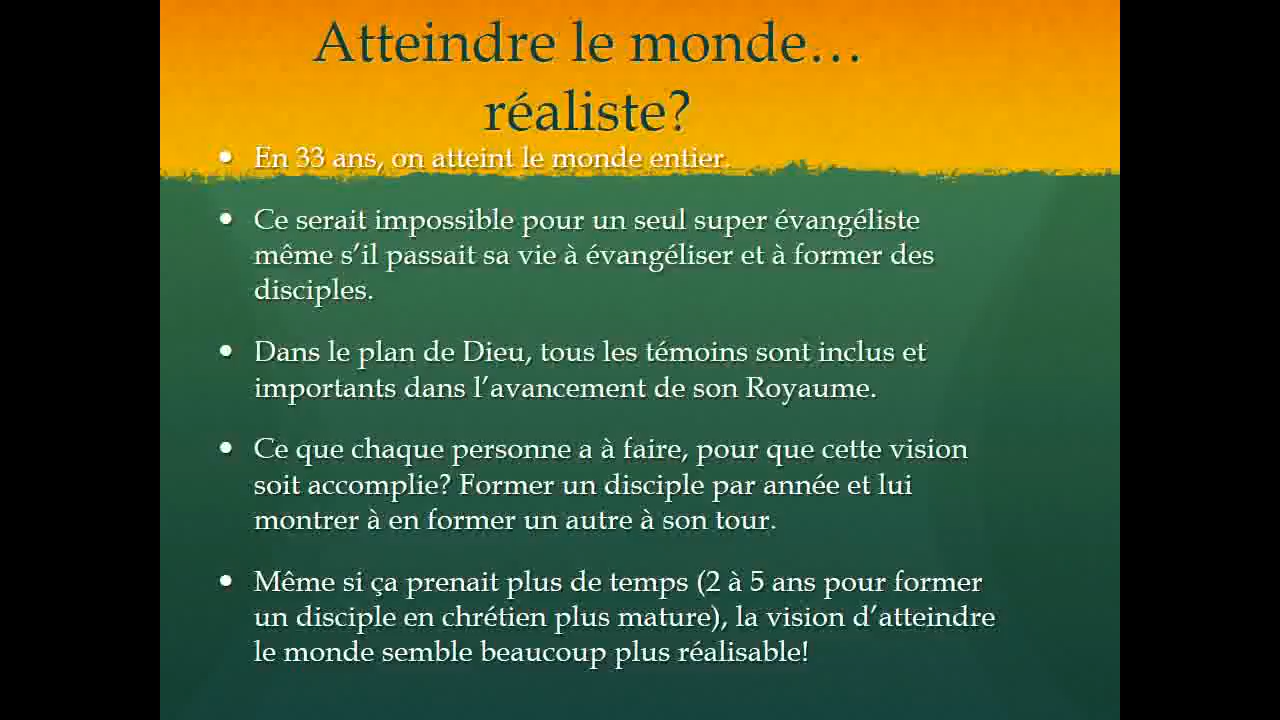 Atteindre le monde…
réaliste?
• En 33 ans, on atteint le monde entier.
• Ce serait impossible pour un seul super évangéliste
même s’il passait sa vie à évangéliser et à former des
disciples.
• Dans le plan de Dieu, tous les témoins sont inclus et
importants dans l’avancement de son Royaume.
• Ce que chaque personne a à faire, pour que cette vision
soit accomplie? Former un disciple par année et lui
montrer à en former un autre à son tour.
• Même si ça prenait plus de temps (2 à 5 ans pour former
un disciple en chrétien plus mature), la vision d’atteindre
le monde semble beaucoup plus réalisable!